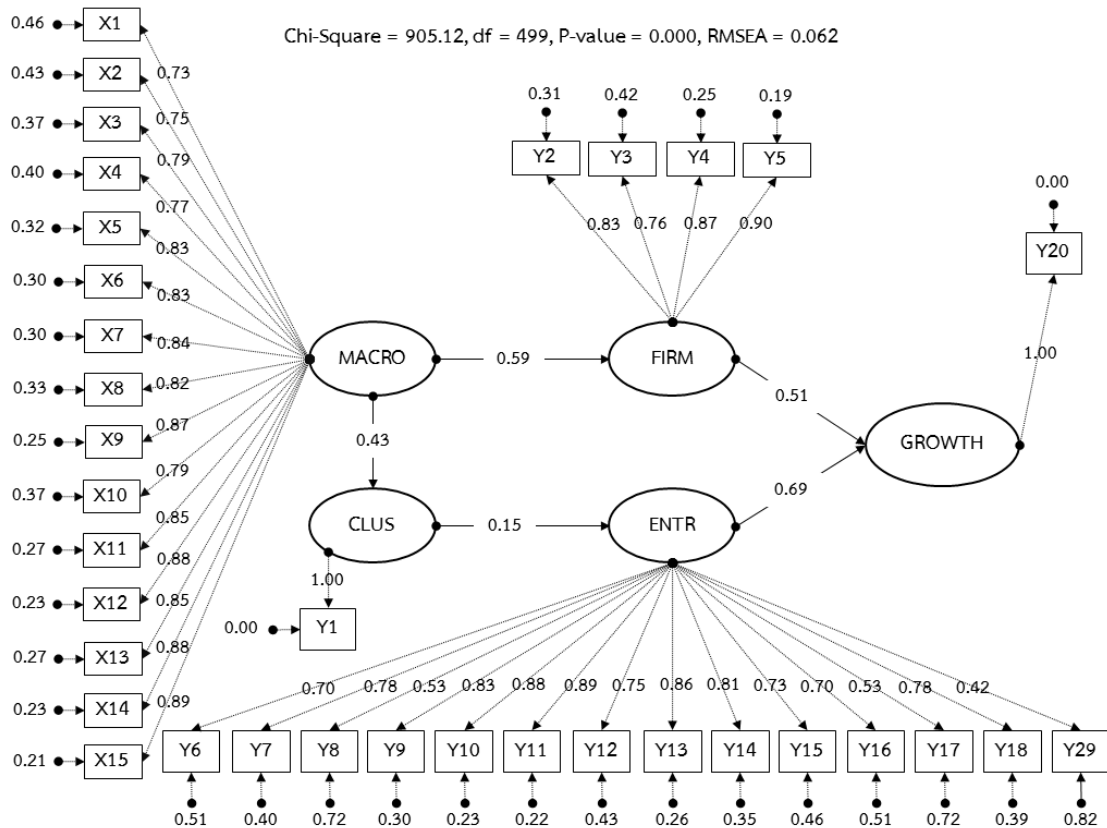 Chi-Square = 905.12, df = 499, P-value = 0.000, RMSEA = 0.062
0.46 X1 0.73
0.43 X2 0.75
0.37 X3 0.79
0.40 X4 0.77
0.32 X5 0.83
0.30 X6 0.83
0.30 X7 0.84
0.33 X8 0.82
0.25 X9 0.87
0.37 X10 0.79
0.27 X11 0.85
0.23 X12 0.88
0.27 X13 0.85
0.23 X14 0.88
0.21 X15 0.89
0.31 0.42 0.25 0.19
Y2 Y3 Y4 Y5
0.83 0.76 0.87 0.90
0.00
Y20
1.00
MACRO 0.59 FIRM
0.51
0.43
GROWTH
0.69
CLUS 0.15 ENTR
1.00
0.00 Y1
0.70 0.78 0.53 0.83 0.88 0.89 0.75 0.86 0.81 0.73 0.70 0.53 0.78 0.42
Y6 Y7 Y8 Y9 Y10 Y11 Y12 Y13 Y14 Y15 Y16 Y17 Y18 Y29
0.51 0.40 0.72 0.30 0.23 0.22 0.43 0.26 0.35 0.46 0.51 0.72 0.39 0.82